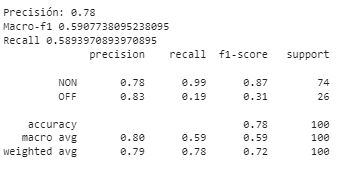 Precisión: 0.78
Macro-f1 0.5907738095238095
Recall 0.5893970893970895
precision recall f1-score support
NON 0.78 0.99 0.87 74
OFF 0.83 0.19 0.31 26
accuracy 0.78 100
macro avg 0.80 0.59 0.59 100
weighted avg 0.79 0.78 0.72 100